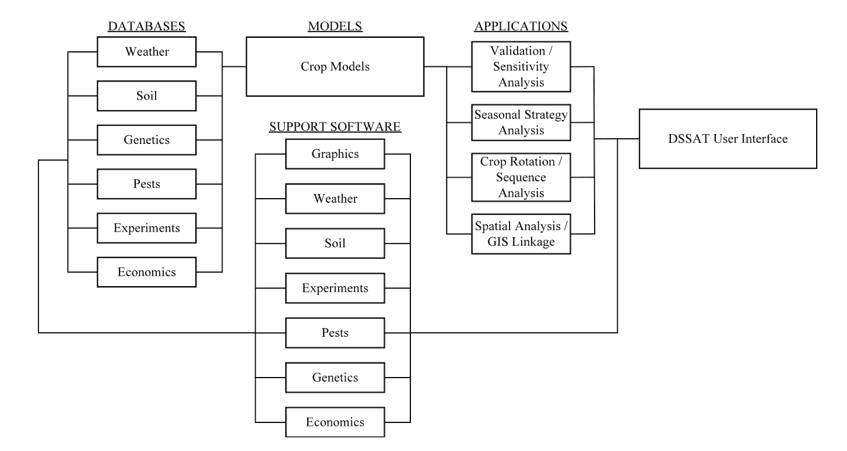 DATABASES
Weather
Soil
Genetics
Pests
Experiments
Economics
MODELS
Crop Models
SUPPORT SOFTWARE
Graphics
Weather
Soil
Experiments
Pests
Genetics
Economics
APPLICATIONS
Validation /
Sensitivity
Analysis
Seasonal Strategy
Analysis
Crop Rotation /
Sequence
Analysis
Spatial Analysis /
GIS Linkage
DSSAT User Interface